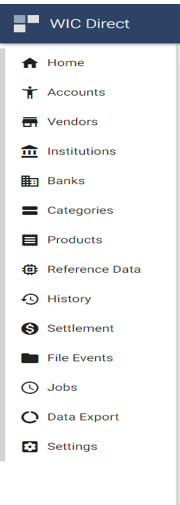 WIC Direct
Home
Accounts
Vendors
Institutions
Banks
Categories
Products
Reference Data
History
Settlement
File Events
Jobs
Data Export
Settings